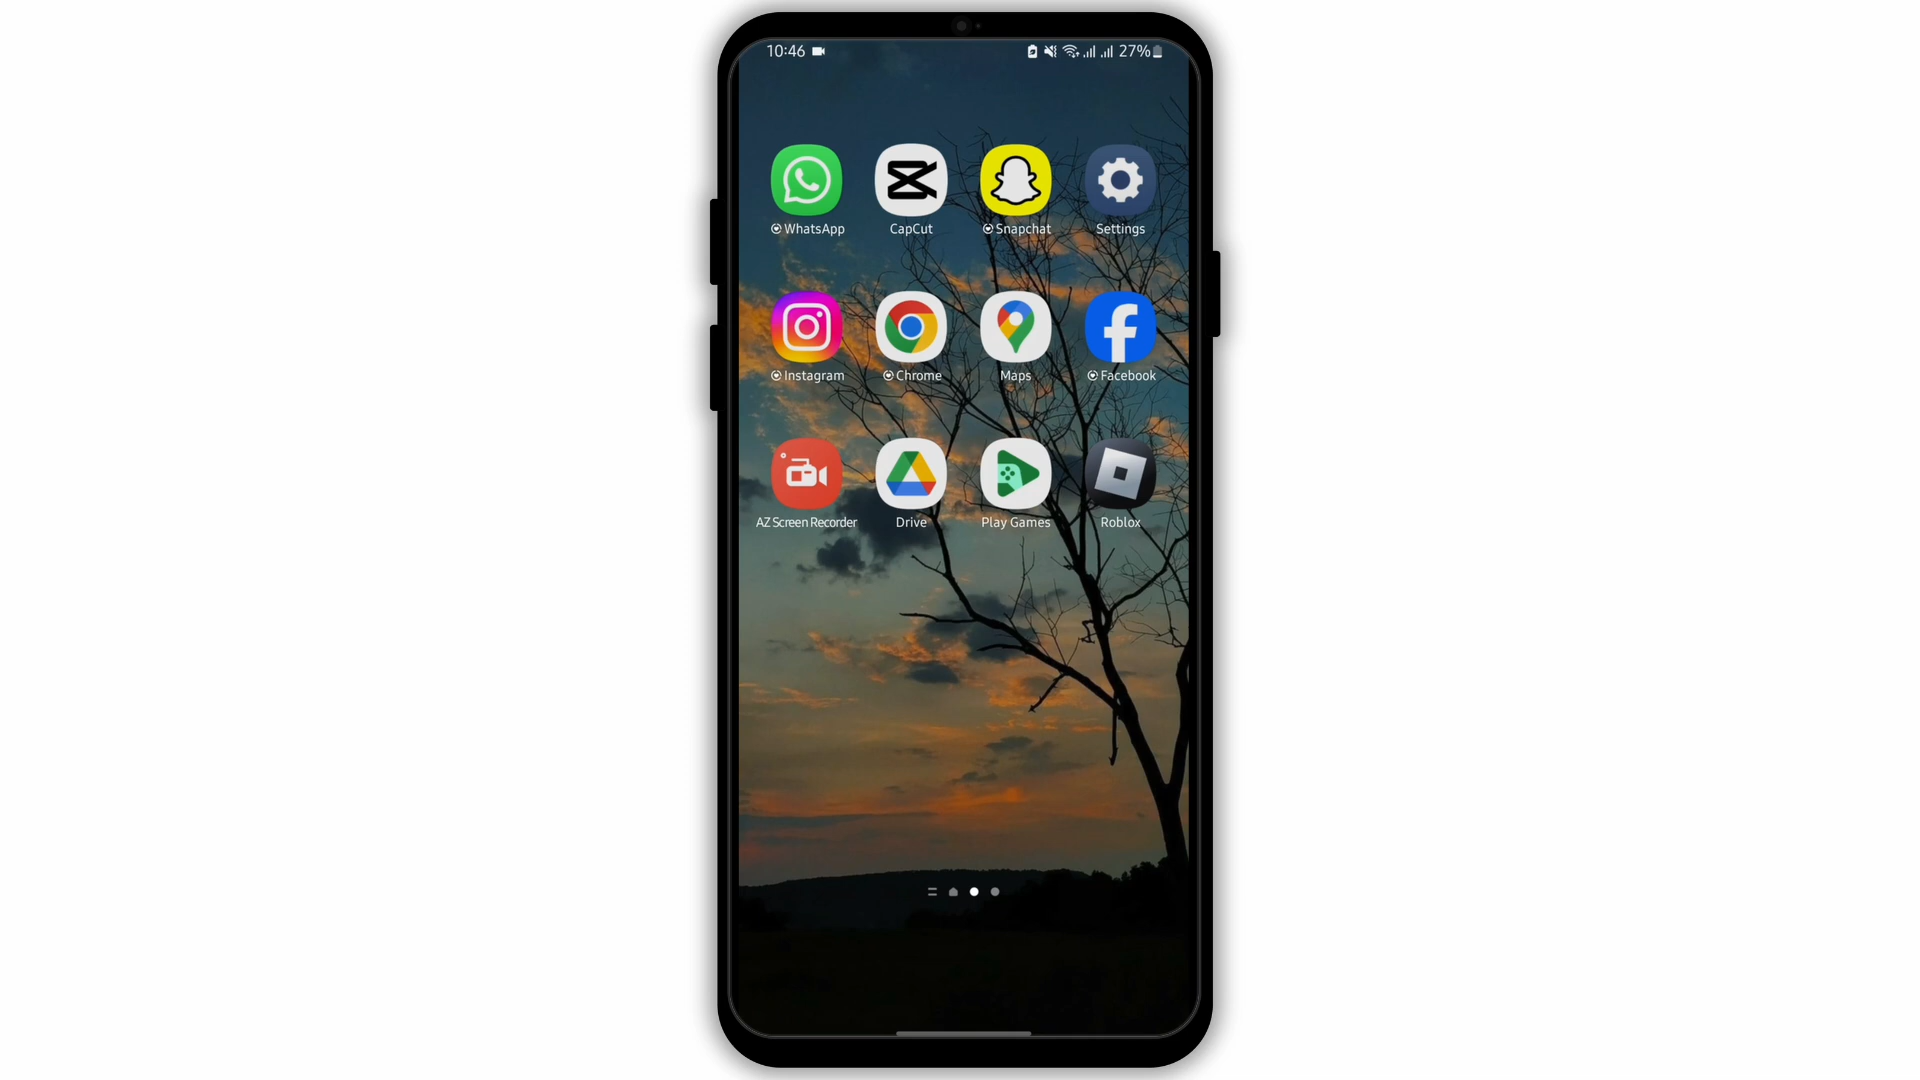 10:46 27%
WhatsApp CapCut Snapchat Settings
Instagram Chrome Maps Facebook
AZ Screen Recorder Drive Play Games Roblox